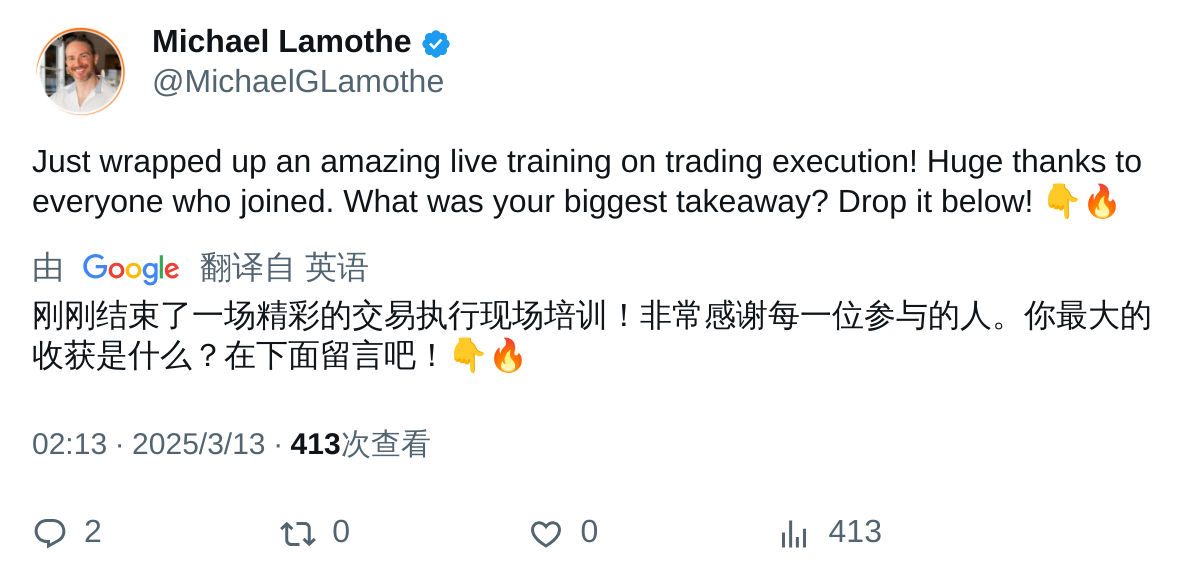 Michael Lamothe
@MichaelGLamothe
Just wrapped up an amazing live training on trading execution! Huge thanks to
everyone who joined. What was your biggest takeaway? Drop it below! 👇🔥
由 Google 翻译自 英语
刚刚结束了一场精彩的交易执行现场培训！非常感谢每一位参与的人。你最大的
收获是什么？在下面留言吧！👇🔥
02:13 · 2025/3/13 · 413次查看
2 0 0 413